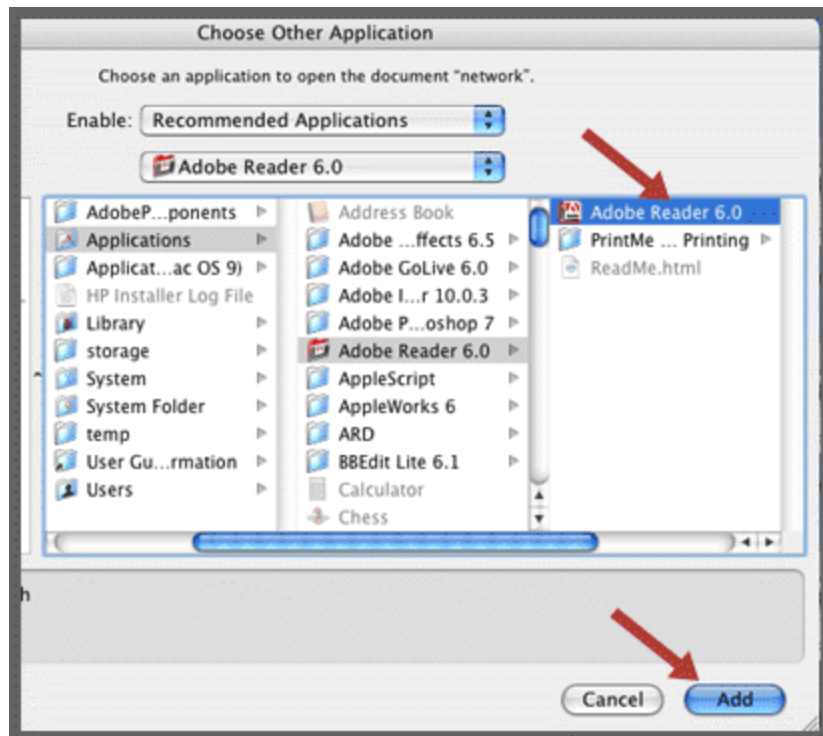 Choose Other Application
Choose an application to open the document “network”.
Enable: Recommended Applications
Adobe Reader 6.0
AdobeP...ponents
Applications
Applicat...ac OS 9)
HP Installer Log File
Library
storage
System
System Folder
temp
User Gu...rmation
Users
Address Book
Adobe ...ffects 6.5
Adobe GoLive 6.0
Adobe I...r 10.0.3
Adobe P...oshop 7
Adobe Reader 6.0
AppleScript
AppleWorks 6
ARD
BBEdit Lite 6.1
Calculator
Chess
Adobe Reader 6.0
PrintMe ... Printing
ReadMe.html
h
Cancel
Add